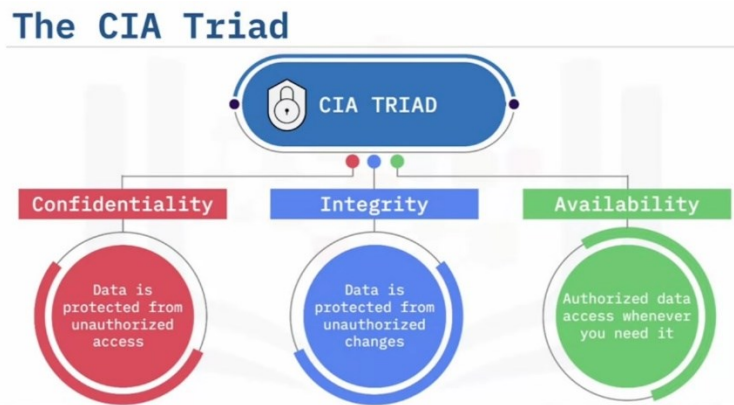 The CIA Triad
CIA TRIAD
Confidentiality
Integrity
Availability
Data is
protected from
unauthorized
access
Data is
protected from
unauthorized
changes
Authorized data
access whenever
you need it